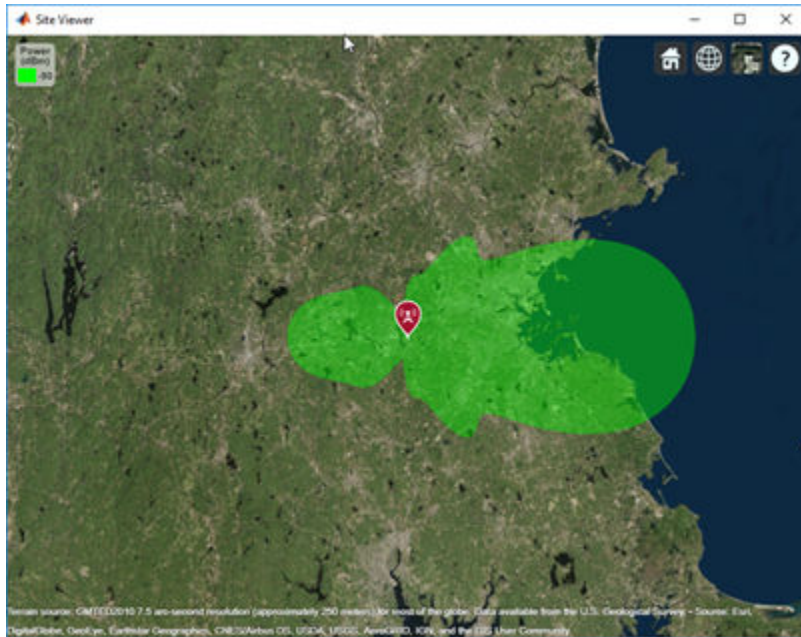 Site Viewer
Power
(dBm)
-90
?
Terrain source: GMTED2010 7.5 arc-second resolution (approximately 250 meters) for most of the globe. Data available from the U.S. Geological Survey. - Source: Esri,
DigitalGlobe, GeoEye, Earthstar Geographics, CNES/Airbus DS, USDA, USGS, AeroGRID, IGN, and the GIS User Community